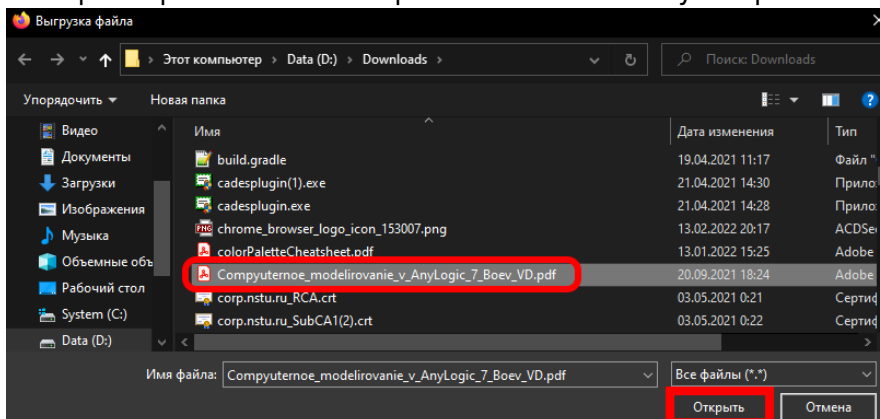 Выгрузка файла
Этот компьютер > Data (D:) > Downloads >
Поиск: Downloads
Упорядочить
Новая папка
Имя
Дата изменения
Тип
Видео
Документы
Загрузки
Изображения
Музыка
Объемные объ
Рабочий стол
System (C:)
Data (D:)
build.gradle 19.04.2021 11:17 Файл "
cadesplugin(1).exe 21.04.2021 14:30 Прило
cadesplugin.exe 21.04.2021 14:28 Прило
chrome_browser_logo_icon_153007.png 13.02.2022 20:17 ACDSe
colorPaletteCheatsheet.pdf 13.01.2022 15:25 Adobe
Compyuternoe_modelirovanie_v_AnyLogic_7_Boev_VD.pdf 20.09.2021 18:24 Adobe
corp.nstu.ru_RCA.crt 03.05.2021 0:21 Серти
corp.nstu.ru_SubCA1(2).crt 03.05.2021 0:22 Серти
Имя файла: Compyuternoe_modelirovanie_v_AnyLogic_7_Boev_VD.pdf
Все файлы (*.*)
Открыть
Отмена